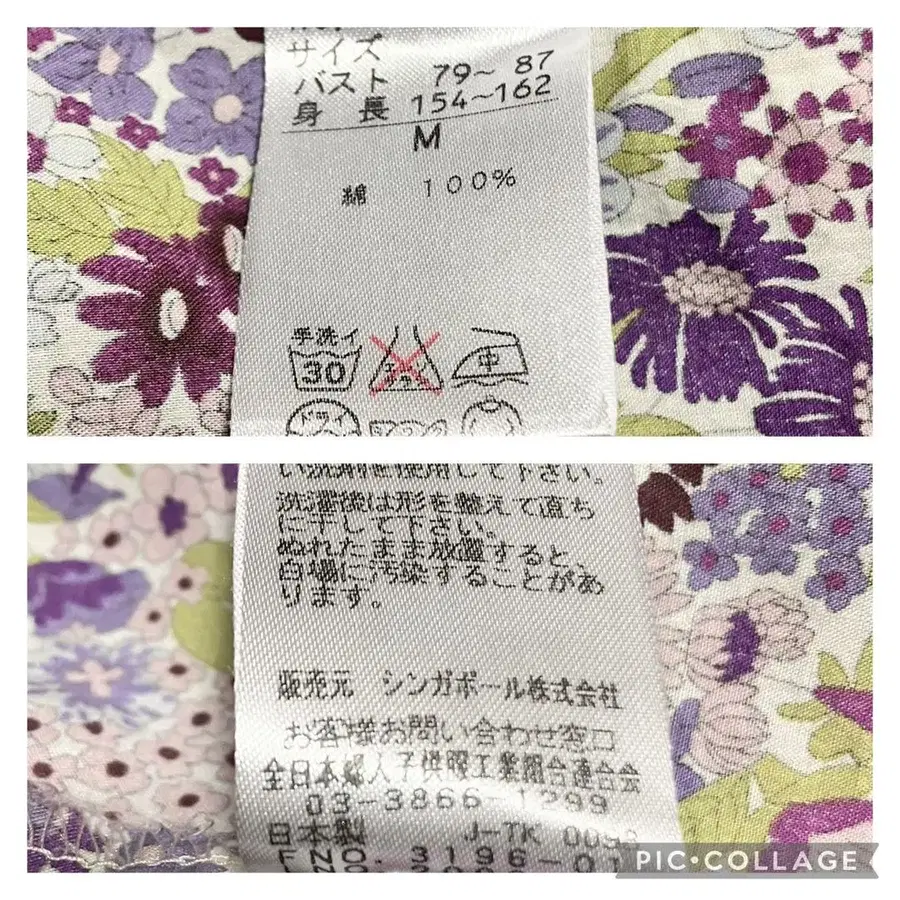 サイズ
バスト 79～ 87
身 長 154～162
M
綿 100%
手洗イ
30
中
ドライ
い洗剤を使用して下さい。
洗濯後は形を整えて直ち
に干して下さい。
ぬれたまま放置すると、
白場に汚染することがあ
ります。
販売元 シンガポール株式会社
お客様お問い合わせ窓口
全日本婦人子供服工業組合連合会
03-3866-1299
日本製 J-TK
NO. 3196-01
PIC•COLLAGE